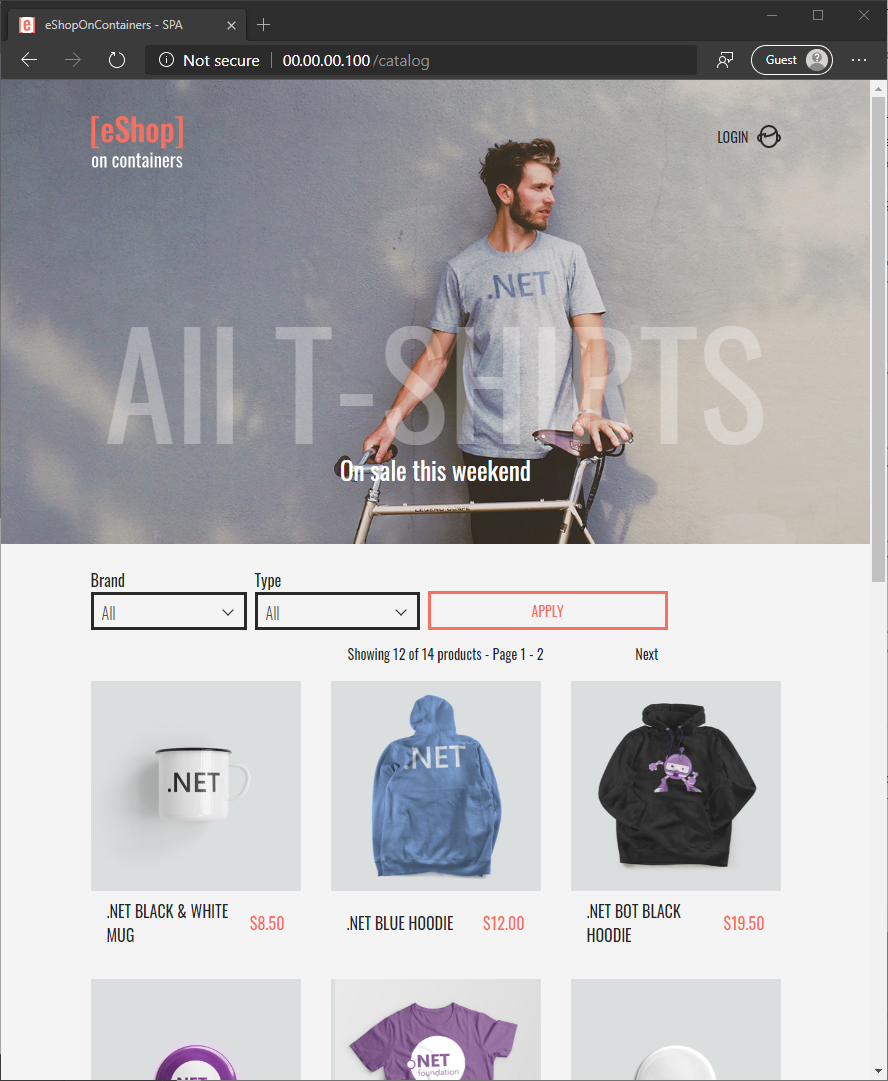 eShopOnContainers - SPA
Not secure
00.00.00.100/catalog
Guest
[eShop]
on containers
LOGIN
.NET
All T-SHIRTS
On sale this weekend
Brand
Type
All
All
APPLY
Showing 12 of 14 products - Page 1 - 2
Next
.NET
.NET
.NET BLACK & WHITE
MUG
$8.50
.NET BLUE HOODIE
$12.00
.NET BOT BLACK
HOODIE
$19.50
.NET
.NET
foundation